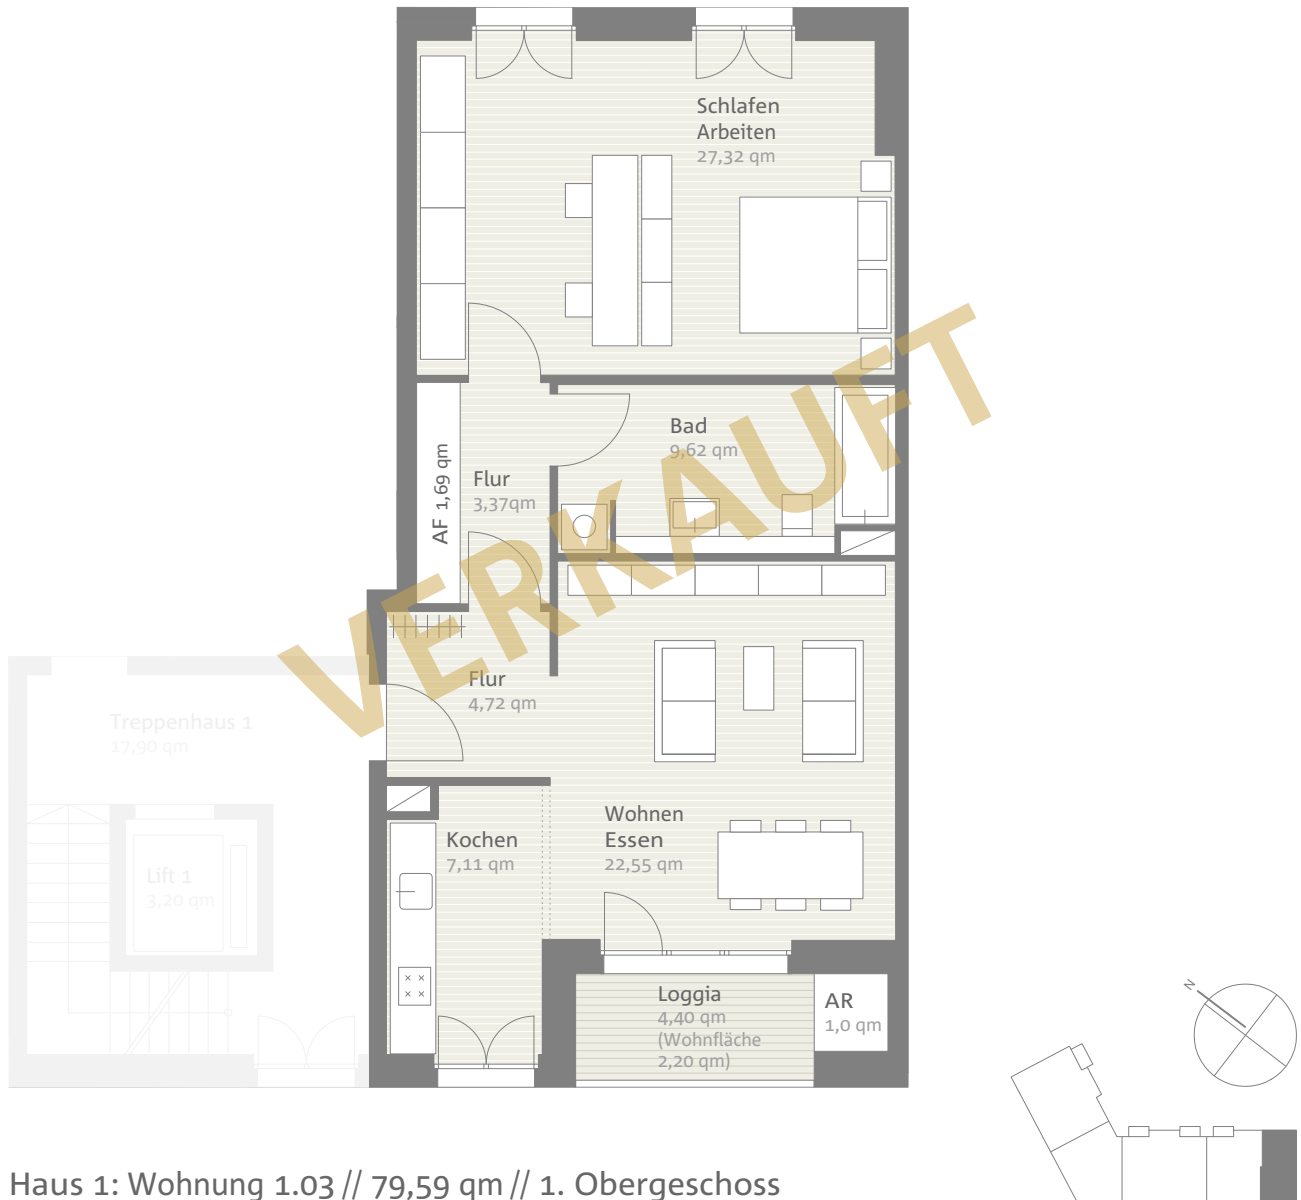 Schlafen
Arbeiten
27,32 qm
Bad
9,62 qm
AF 1,69 qm
Flur
3,37qm
VERKAUFT
Flur
4,72 qm
Treppenhaus 1
17,90 qm
Wohnen
Essen
22,55 qm
Kochen
7,11 qm
Lift 1
3,20 qm
Loggia
4,40 qm
(Wohnfläche
2,20 qm)
AR
1,0 qm
N
Haus 1: Wohnung 1.03 // 79,59 qm // 1. Obergeschoss